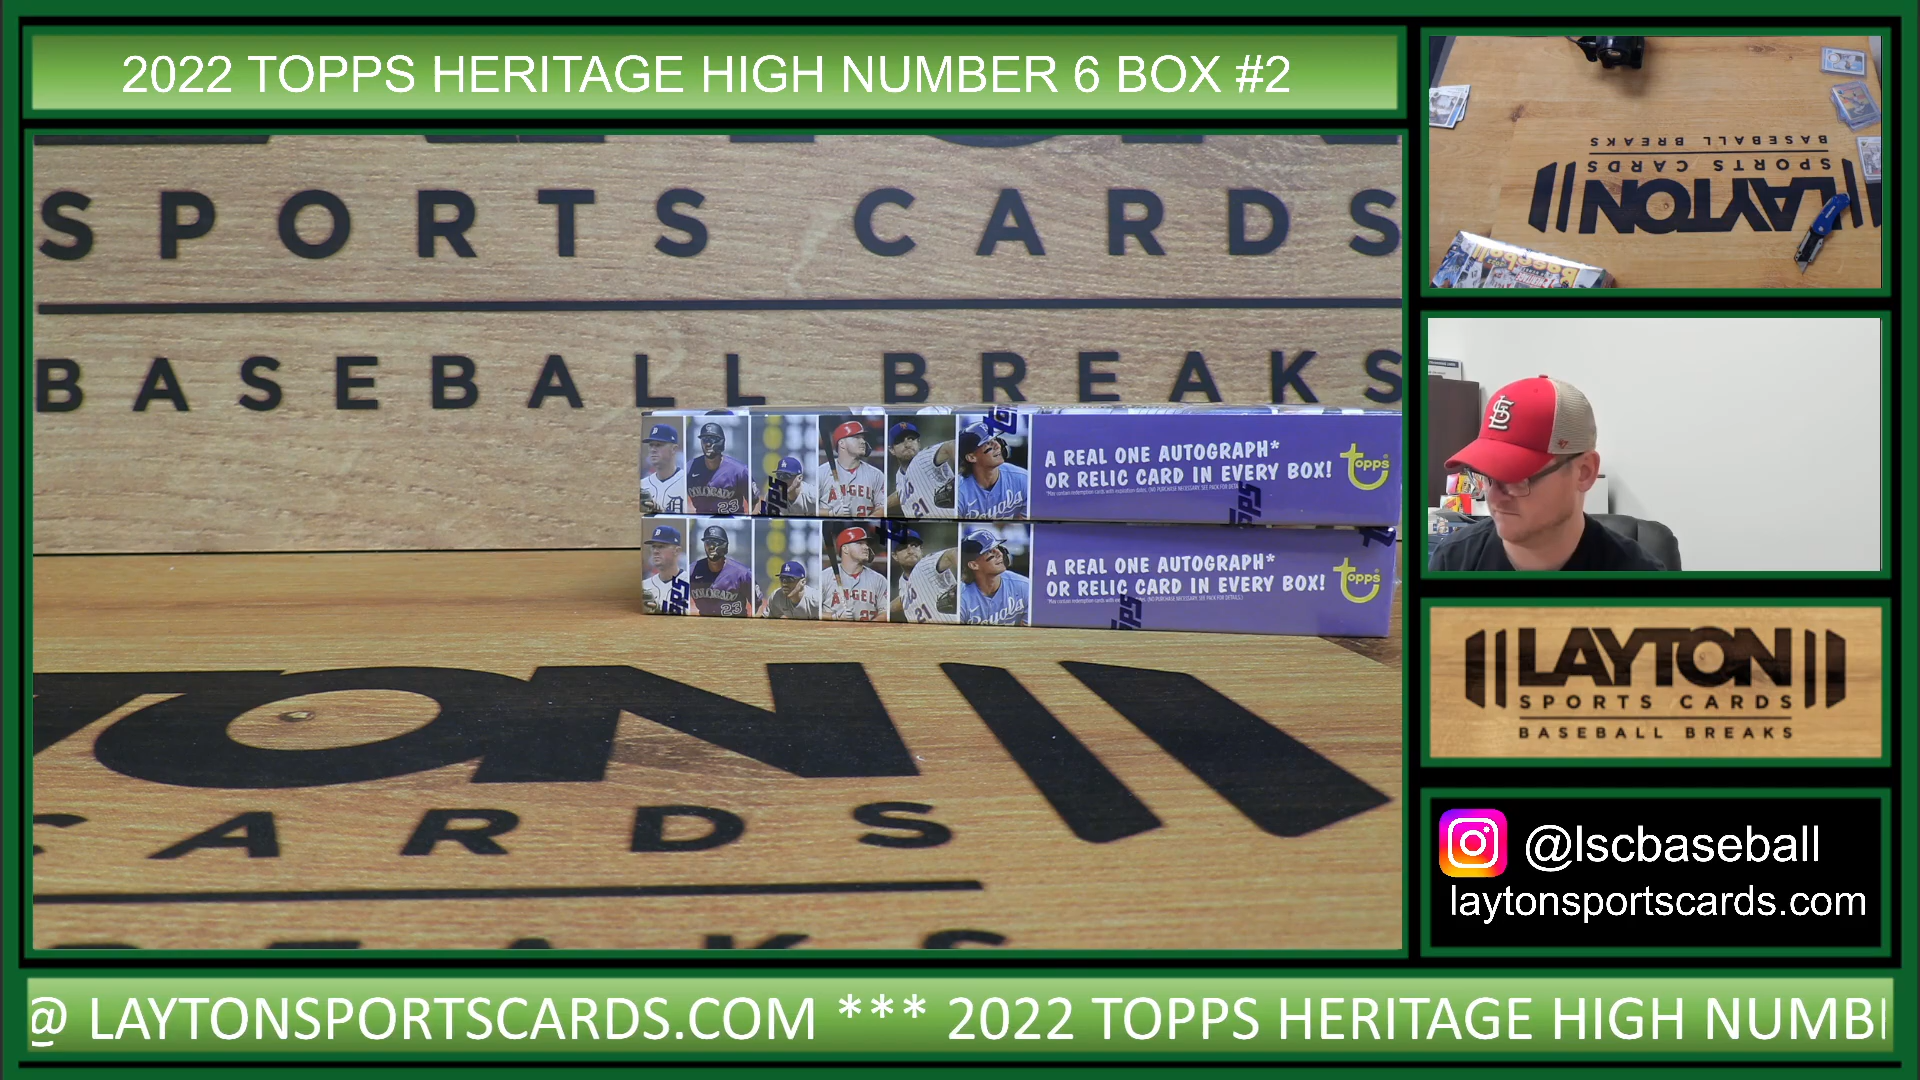 2022 TOPPS HERITAGE HIGH NUMBER 6 BOX #2
SPORTS CARDS
BASEBALL BREAKS
A REAL ONE AUTOGRAPH*
OR RELIC CARD IN EVERY BOX!
topps
A REAL ONE AUTOGRAPH*
OR RELIC CARD IN EVERY BOX!
topps
CARDS
BASEBALL BREAKS
SPORTS CARDS
LAYTON
LAYTON
SPORTS CARDS
BASEBALL BREAKS
@lscbaseball
laytonsportscards.com
@ LAYTONSPORTSCARDS.COM *** 2022 TOPPS HERITAGE HIGH NUMB